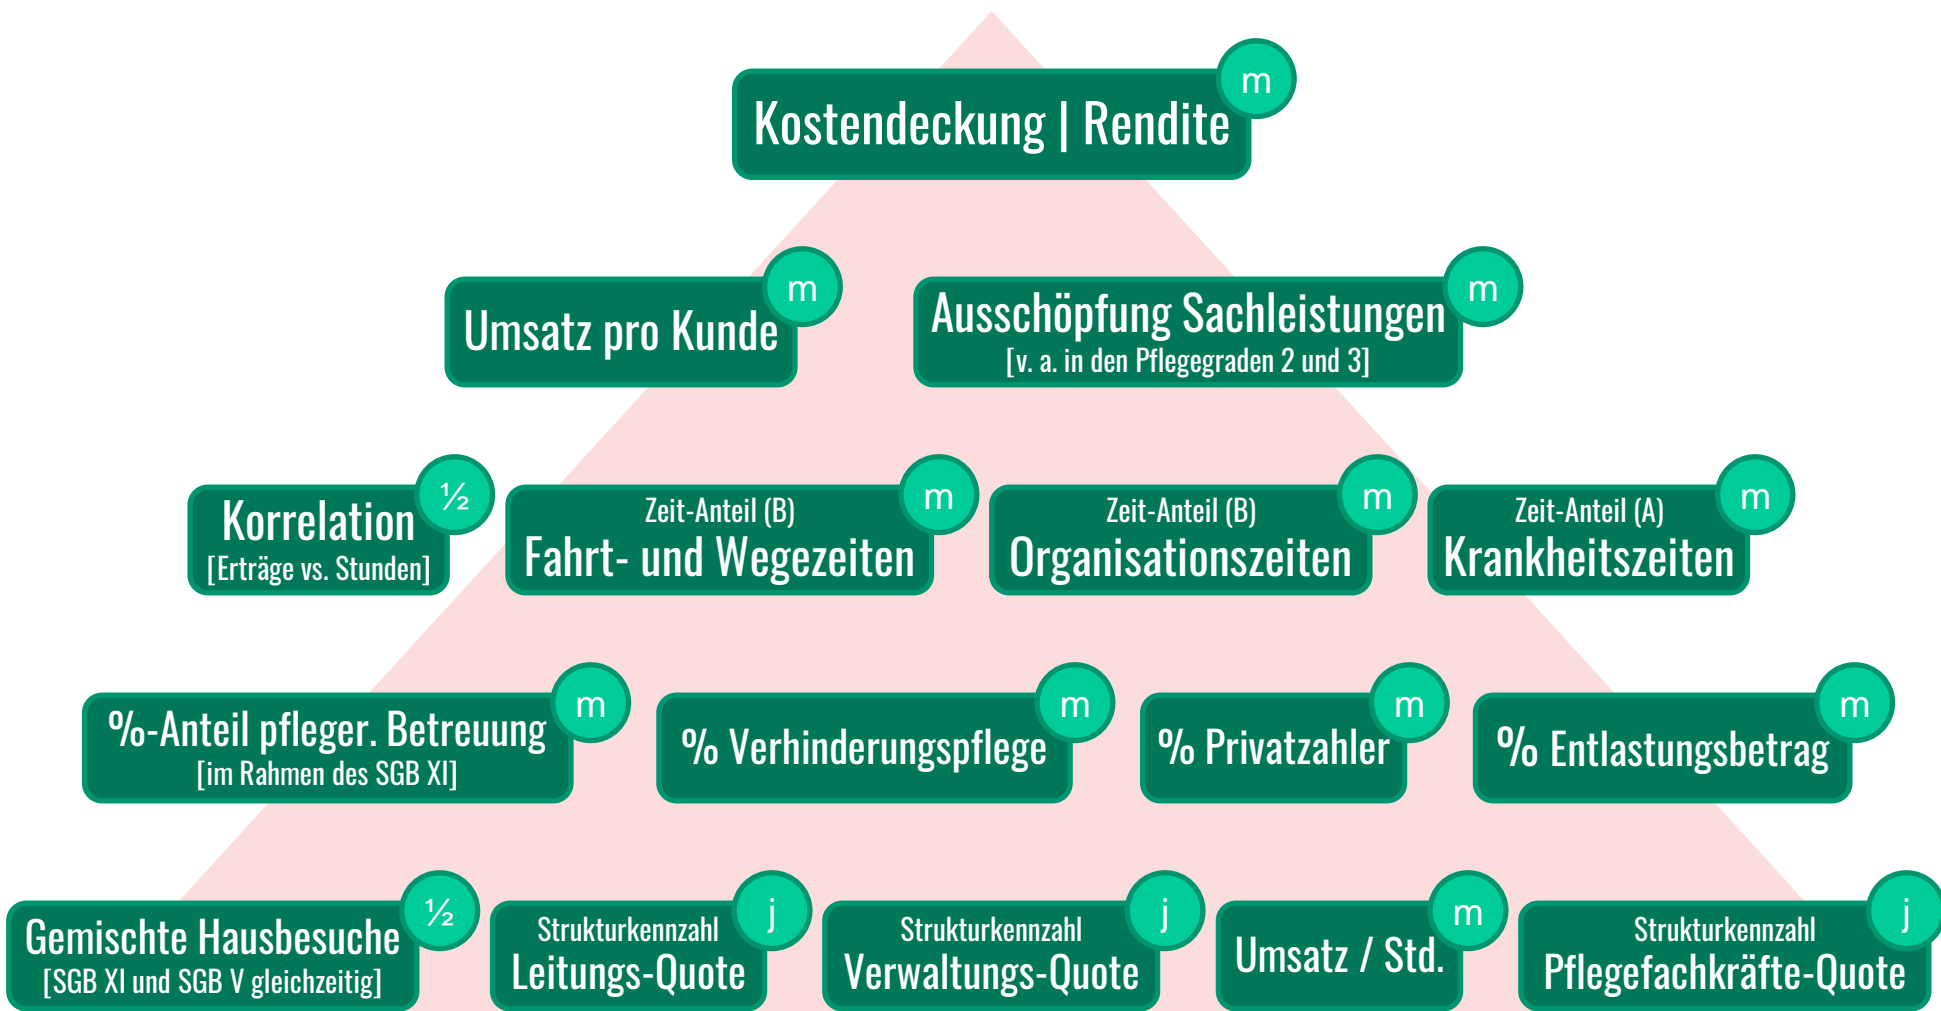 m
Kostendeckung | Rendite
m
Umsatz pro Kunde
m
Ausschöpfung Sachleistungen
[v. a. in den Pflegegraden 2 und 3]
½
Korrelation
[Erträge vs. Stunden]
m
Zeit-Anteil (B)
Fahrt- und Wegezeiten
m
Zeit-Anteil (B)
Organisationszeiten
m
Zeit-Anteil (A)
Krankheitszeiten
m
%-Anteil pfleger. Betreuung
[im Rahmen des SGB XI]
m
% Verhinderungspflege
m
% Privatzahler
m
% Entlastungsbetrag
½
Gemischte Hausbesuche
[SGB XI und SGB V gleichzeitig]
j
Strukturkennzahl
Leitungs-Quote
j
Strukturkennzahl
Verwaltungs-Quote
m
Umsatz / Std.
j
Strukturkennzahl
Pflegefachkräfte-Quote